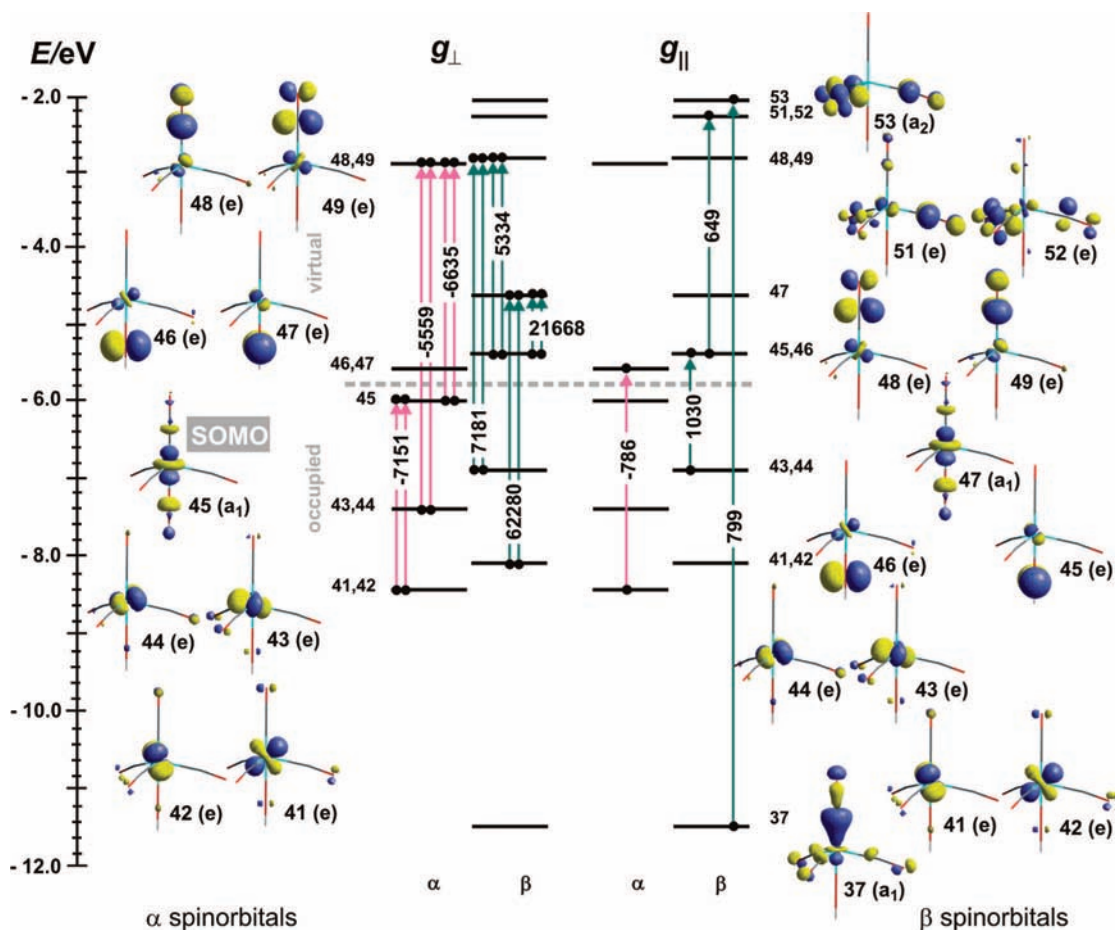 E/eV
g⊥
g||
- 2.0
- 4.0
- 6.0
- 8.0
- 10.0
- 12.0
48 (e)
49 (e)
46 (e)
47 (e)
virtual
SOMO
45 (a₁)
occupied
44 (e)
43 (e)
42 (e)
41 (e)
48,49
46,47
45
43,44
41,42
-7151
-5559
-6635
7181
5334
62280
21668
-786
1030
649
799
53
51,52
48,49
47
45,46
43,44
41,42
37
53 (a₂)
51 (e)
52 (e)
48 (e)
49 (e)
47 (a₁)
46 (e)
45 (e)
44 (e)
43 (e)
41 (e)
42 (e)
37 (a₁)
α
β
α
β
α spinorbitals
β spinorbitals